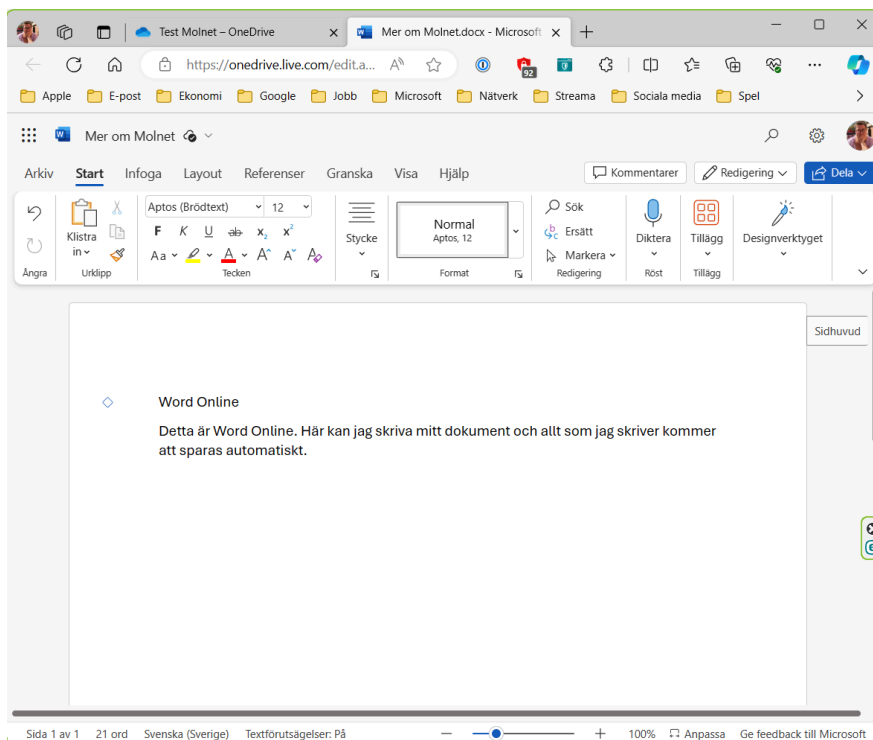 Test Molnet – OneDrive
Mer om Molnet.docx - Microsoft
https://onedrive.live.com/edit.a...
92
Apple E-post Ekonomi Google Jobb Microsoft Nätverk Streama Sociala media Spel
Mer om Molnet
Arkiv Start Infoga Layout Referenser Granska Visa Hjälp Kommentarer Redigering Dela
Aptos (Brödtext) 12
Klistra in
F K U ab x₂ x²
Aa A A^ A˅ A
Stycke
Normal
Aptos, 12
Sök
Ersätt
Markera
Diktera
Tillägg
Designverktyget
Ångra Urklipp Tecken Format Redigering Röst Tillägg
Sidhuvud
Word Online
Detta är Word Online. Här kan jag skriva mitt dokument och allt som jag skriver kommer
att sparas automatiskt.
Sida 1 av 1 21 ord Svenska (Sverige) Textförutsägelser: På 100% Anpassa Ge feedback till Microsoft